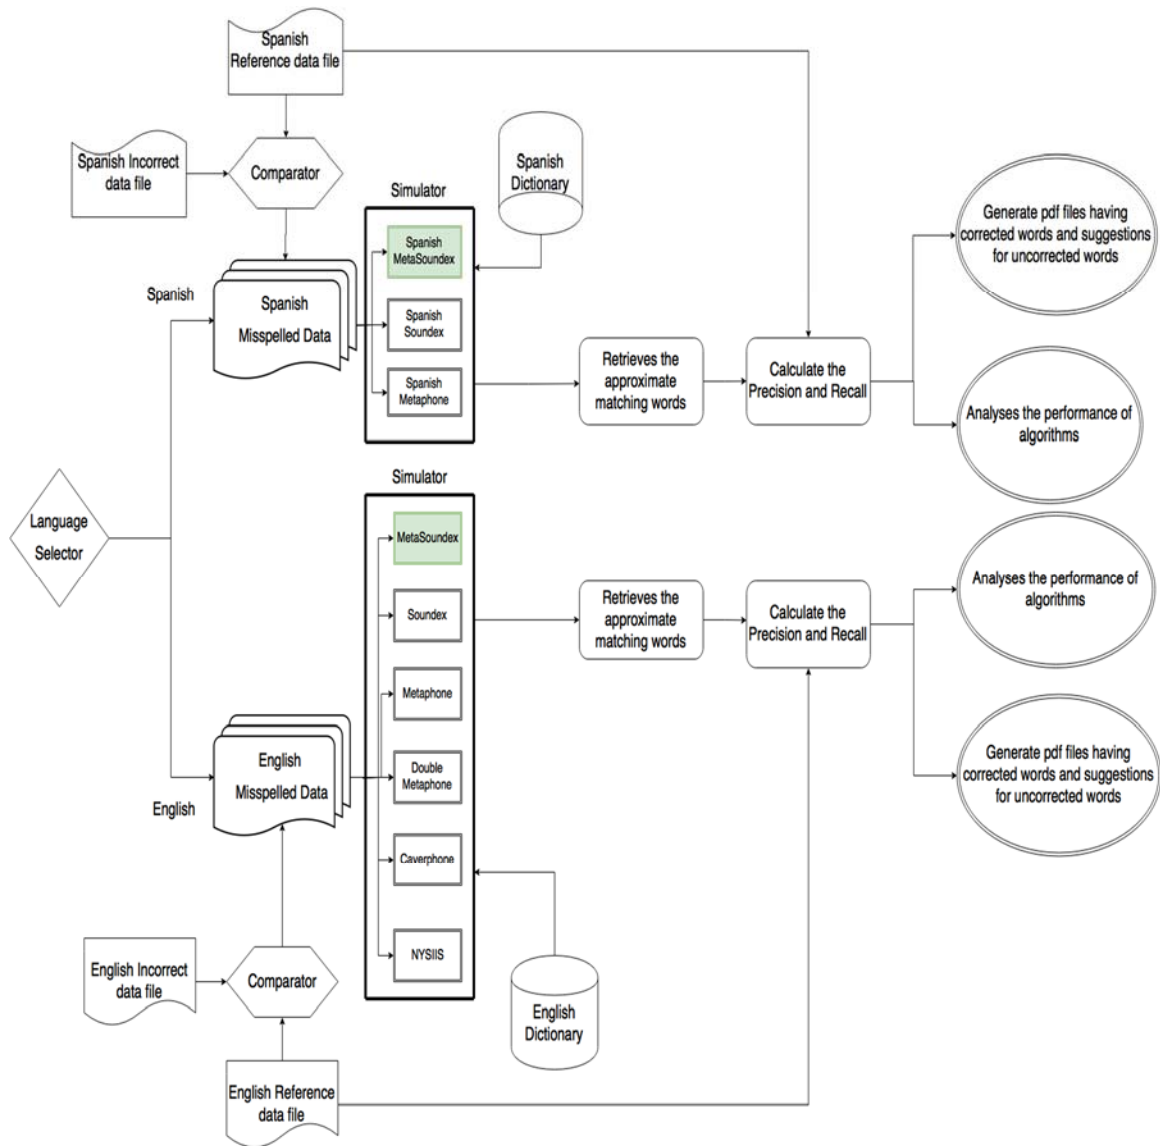 Spanish
Reference data file
Spanish Incorrect
data file
Comparator
Spanish
Dictionary
Simulator
Spanish
MetaSoundex
Spanish
Soundex
Spanish
Metaphone
Spanish
Spanish
Misspelled Data
Retrieves the
approximate
matching words
Calculate the
Precision and Recall
Generate pdf files having
corrected words and suggestions
for uncorrected words
Analyses the performance of
algorithms
Language
Selector
Simulator
MetaSoundex
Soundex
Metaphone
Double
Metaphone
Caverphone
NYSIIS
English
Misspelled Data
English
Retrieves the
approximate
matching words
Calculate the
Precision and Recall
Analyses the performance of
algorithms
Generate pdf files having
corrected words and suggestions
for uncorrected words
English Incorrect
data file
Comparator
English
Dictionary
English Reference
data file